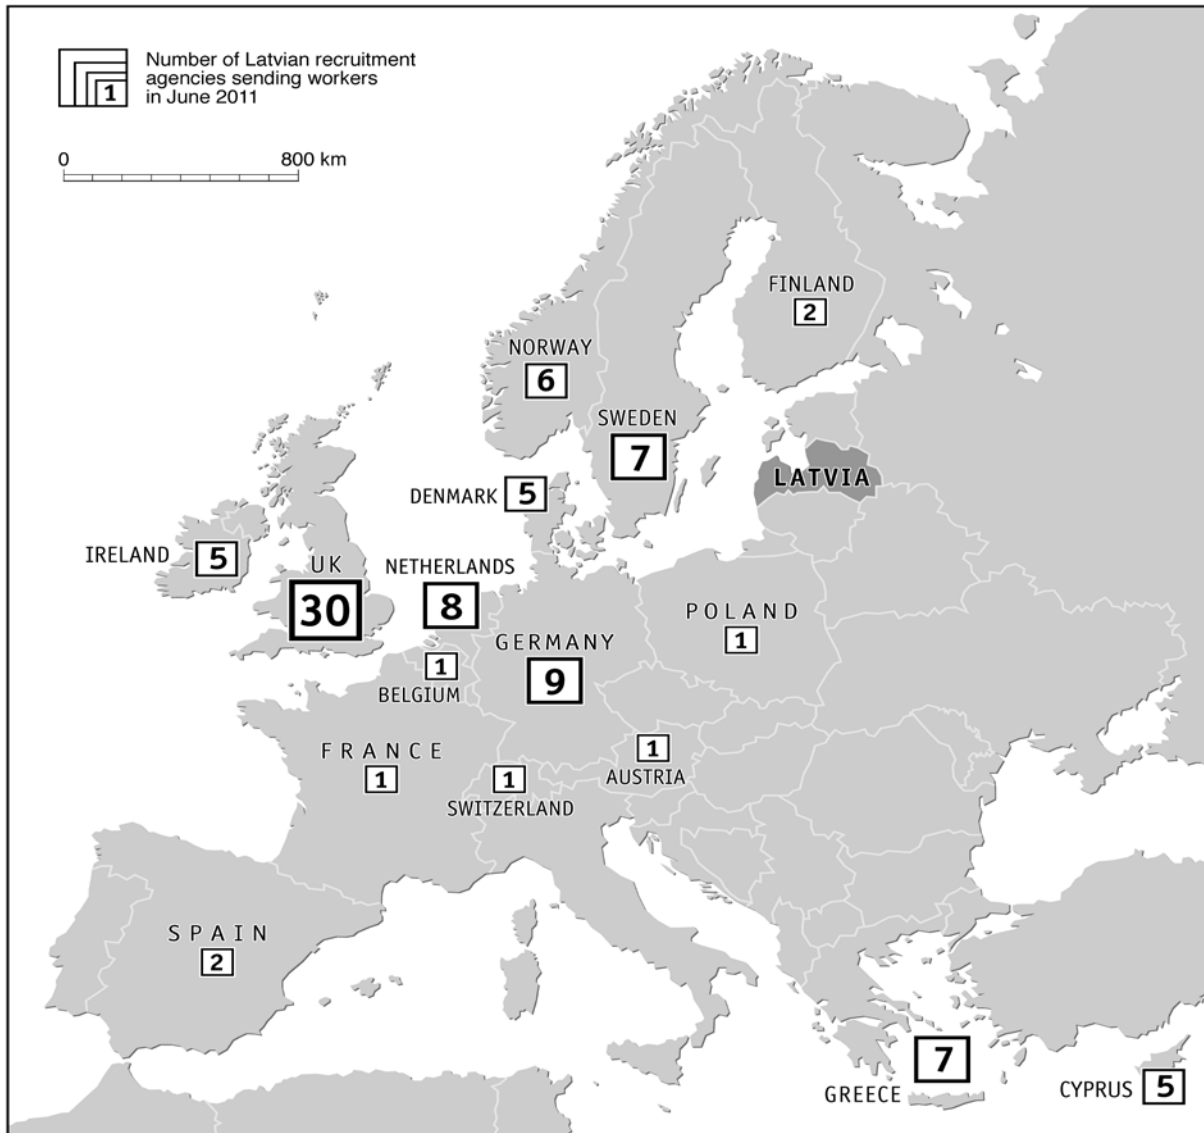 1
Number of Latvian recruitment
agencies sending workers
in June 2011
0 800 km
FINLAND
2
NORWAY
6
SWEDEN
7
LATVIA
DENMARK 5
IRELAND 5
UK
30
NETHERLANDS
8
POLAND
1
GERMANY
9
1
BELGIUM
FRANCE
1
1
AUSTRIA
1
SWITZERLAND
SPAIN
2
7
GREECE
CYPRUS 5